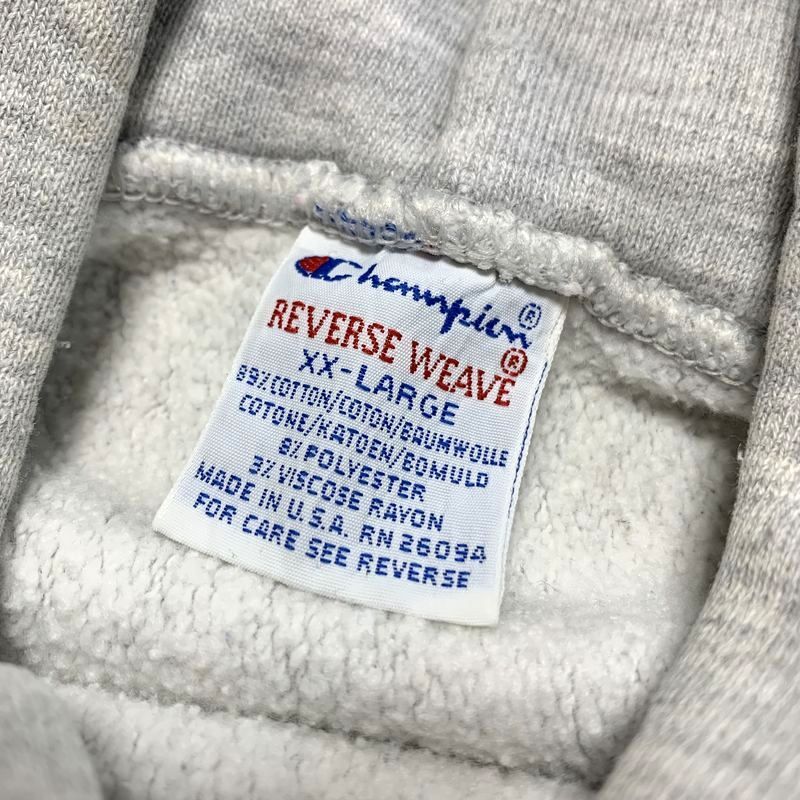 Champion®
REVERSE WEAVE®
XX-LARGE
89% COTTON/COTON/BAUMWOLLE
COTONE/KATOEN/BOMULD
8% POLYESTER
3% VISCOSE RAYON
MADE IN U.S.A. RN 26094
FOR CARE SEE REVERSE